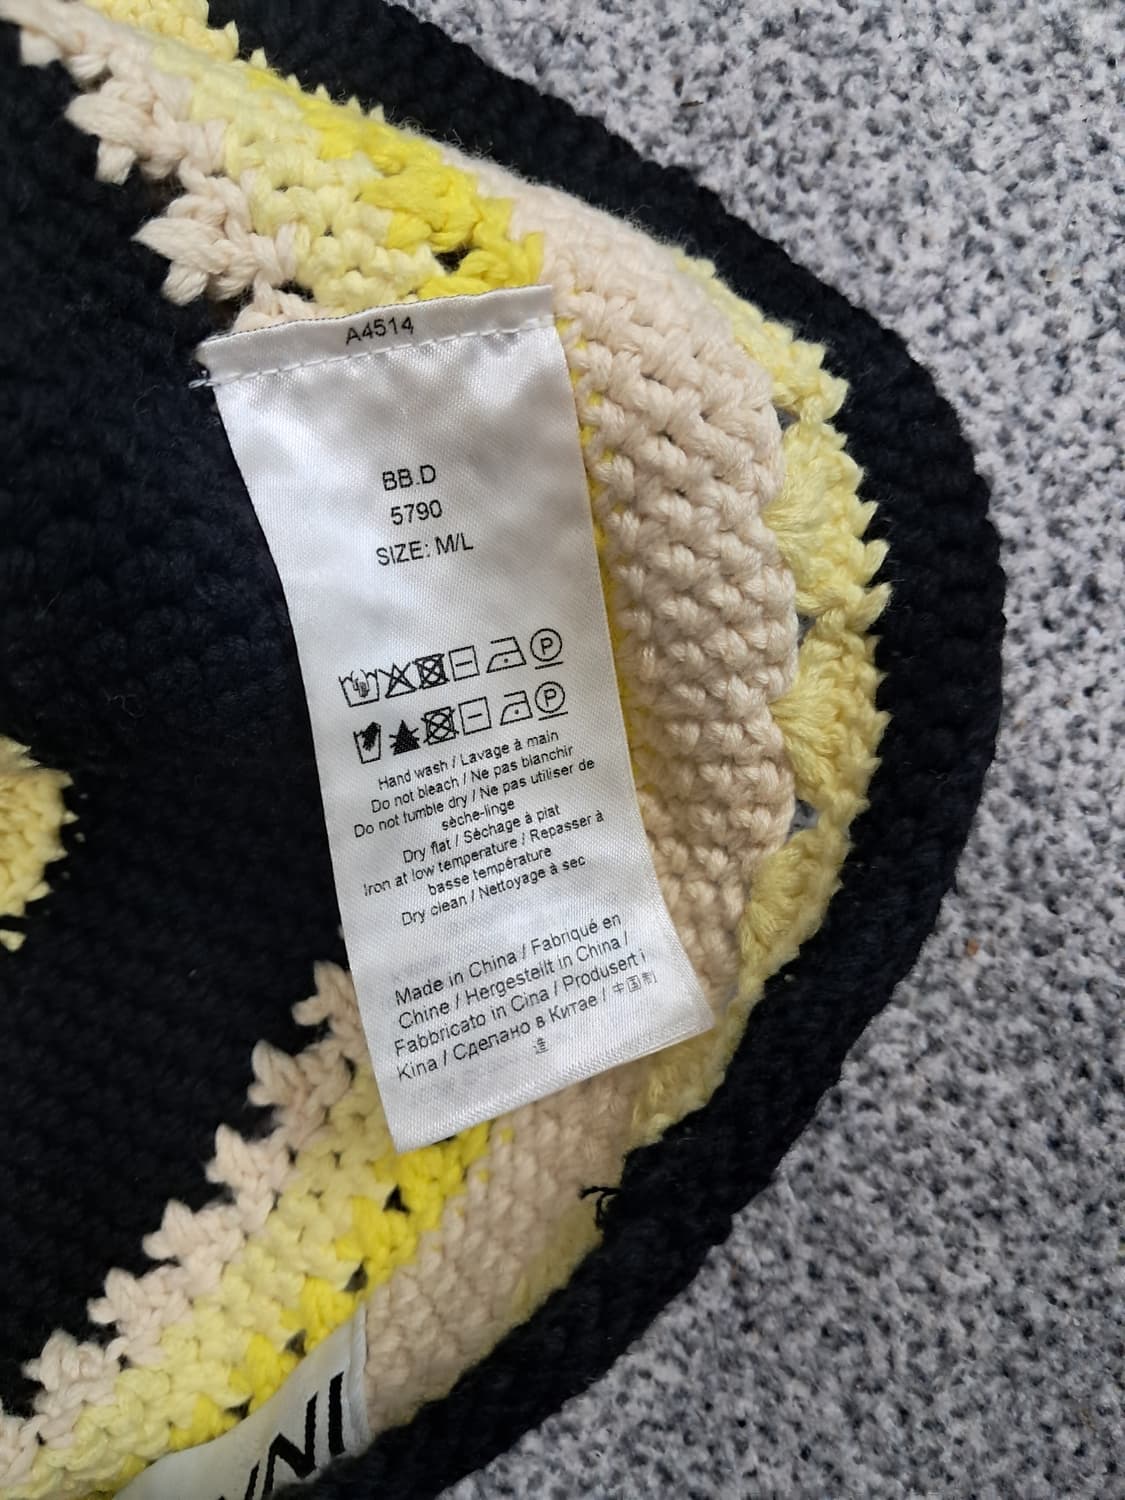 A4514
BB.D
5790
SIZE: M/L
P
P
Hand wash / Lavage à main
Do not bleach / Ne pas blanchir
Do not tumble dry / Ne pas utiliser de
sèche-linge
Dry flat / Séchage à plat
Iron at low temperature / Repasser à
basse température
Dry clean / Nettoyage à sec
Made in China / Fabriqué en
Chine / Hergestellt in China /
Fabbricato in Cina / Produsert i
Kina / Сделано в Китае / 中国制
造
NI